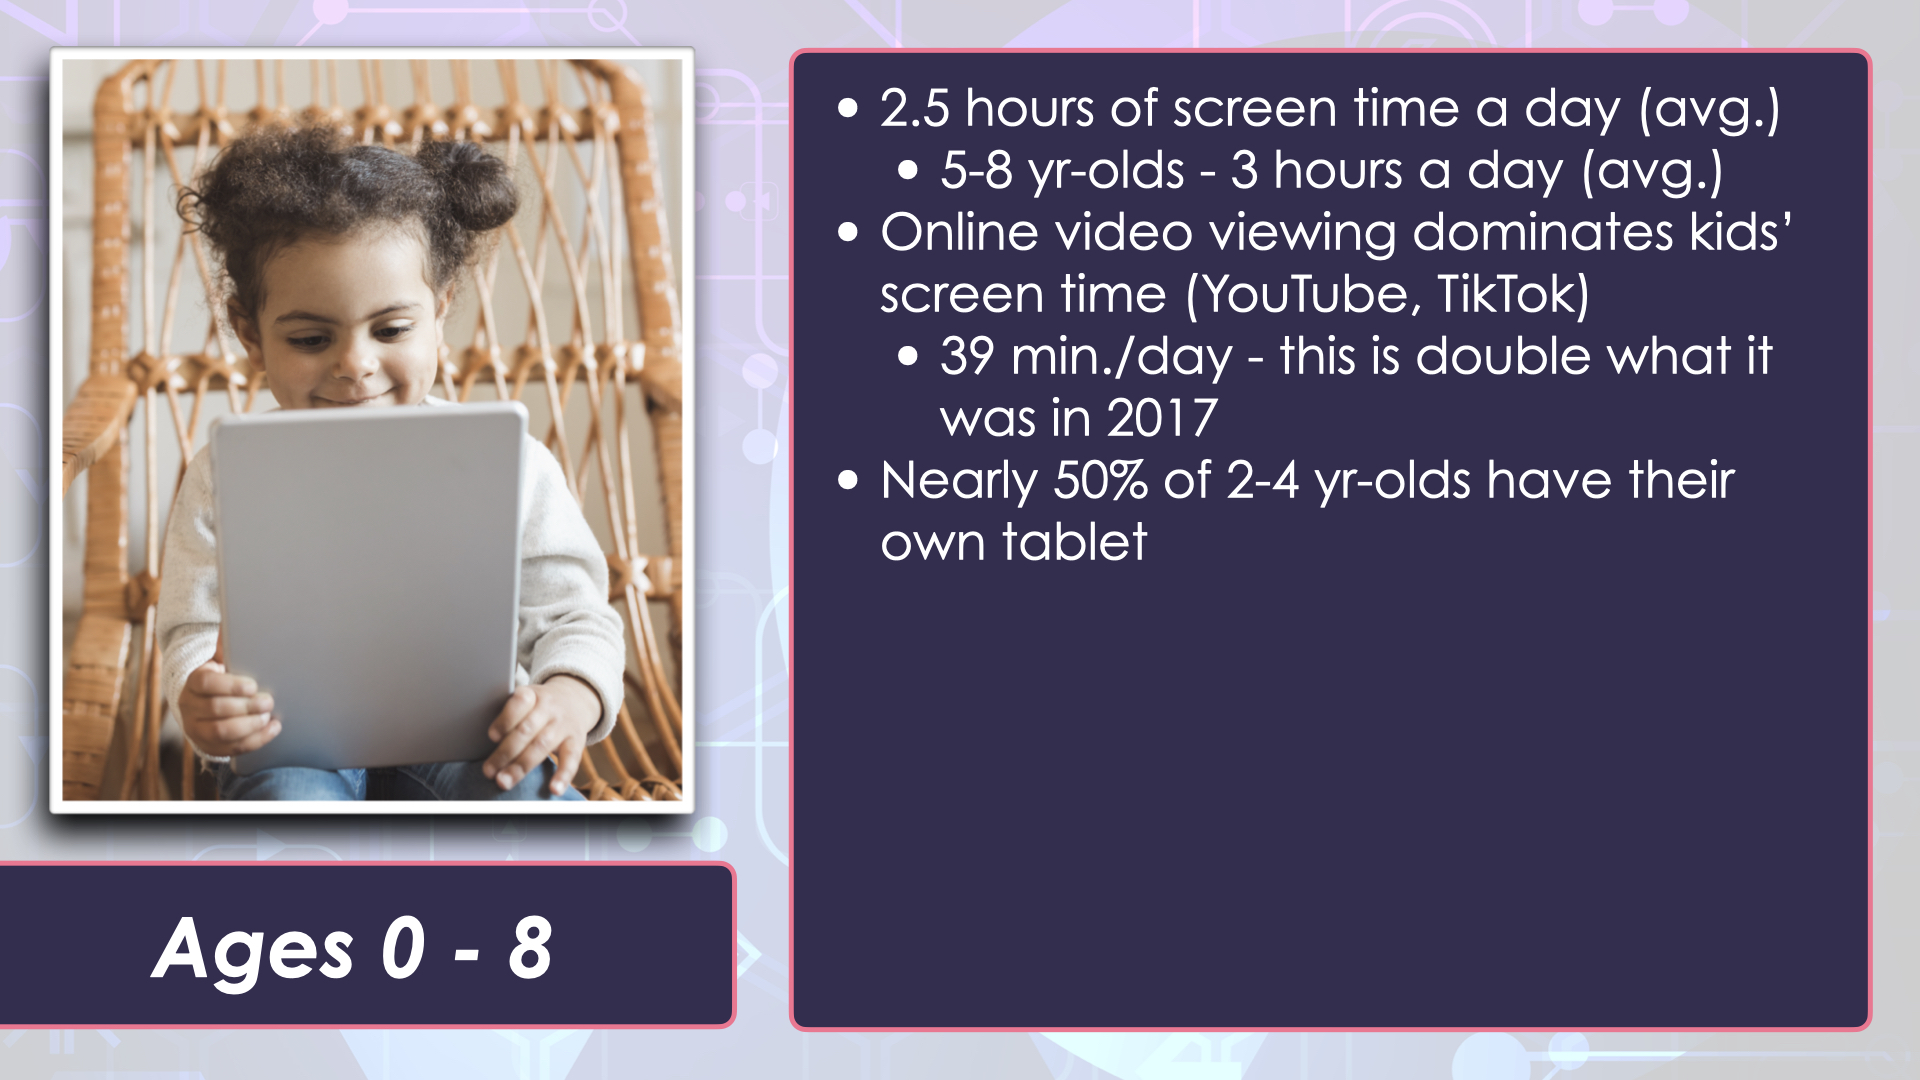 • 2.5 hours of screen time a day (avg.)
• 5-8 yr-olds - 3 hours a day (avg.)
• Online video viewing dominates kids’
screen time (YouTube, TikTok)
• 39 min./day - this is double what it
was in 2017
• Nearly 50% of 2-4 yr-olds have their
own tablet
Ages 0 - 8